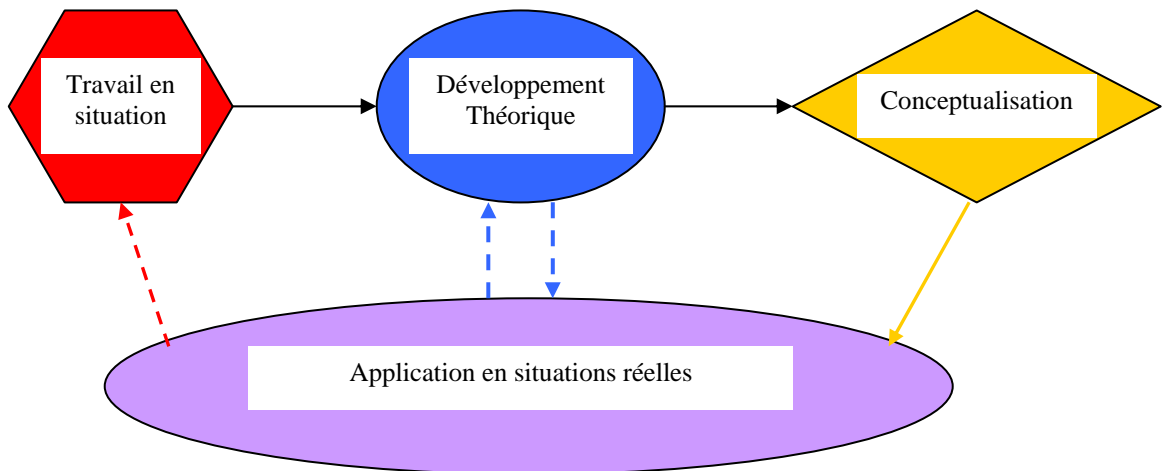 Travail en
situation
Développement
Théorique
Conceptualisation
Application en situations réelles